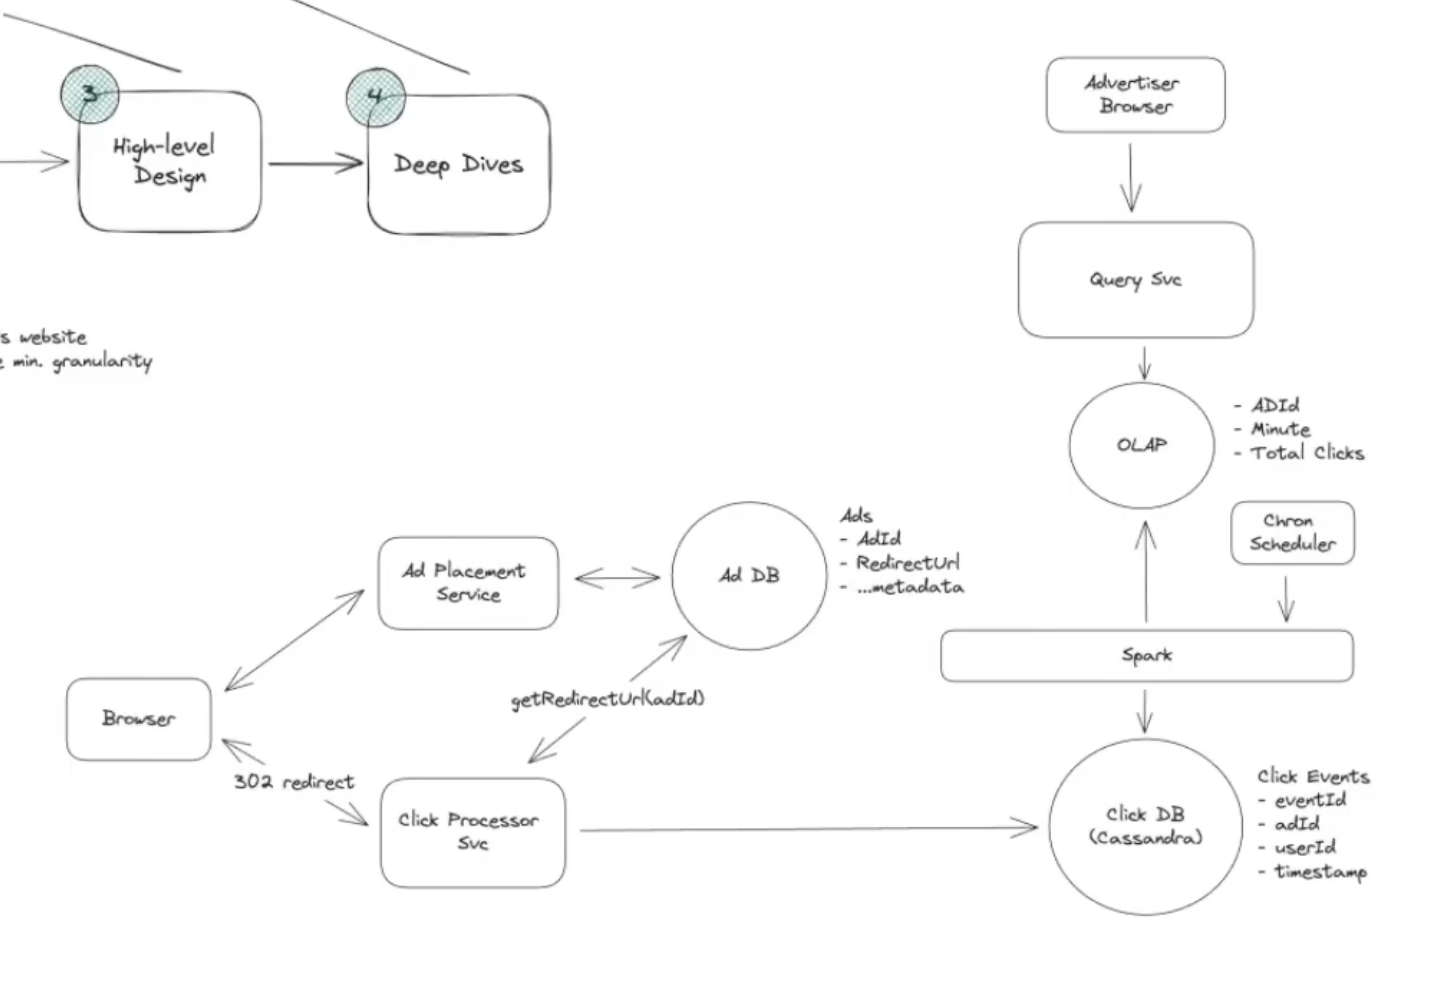 3
High-level
Design
4
Deep Dives
s website
min. granularity
Advertiser
Browser
Query Svc
OLAP
- ADId
- Minute
- Total Clicks
Chron
Scheduler
Spark
Ad Placement
Service
Ad DB
Ads
- AdId
- RedirectUrl
- ...metadata
getRedirectUrl(adId)
Browser
302 redirect
Click Processor
Svc
Click DB
(Cassandra)
Click Events
- eventId
- adId
- userId
- timestamp